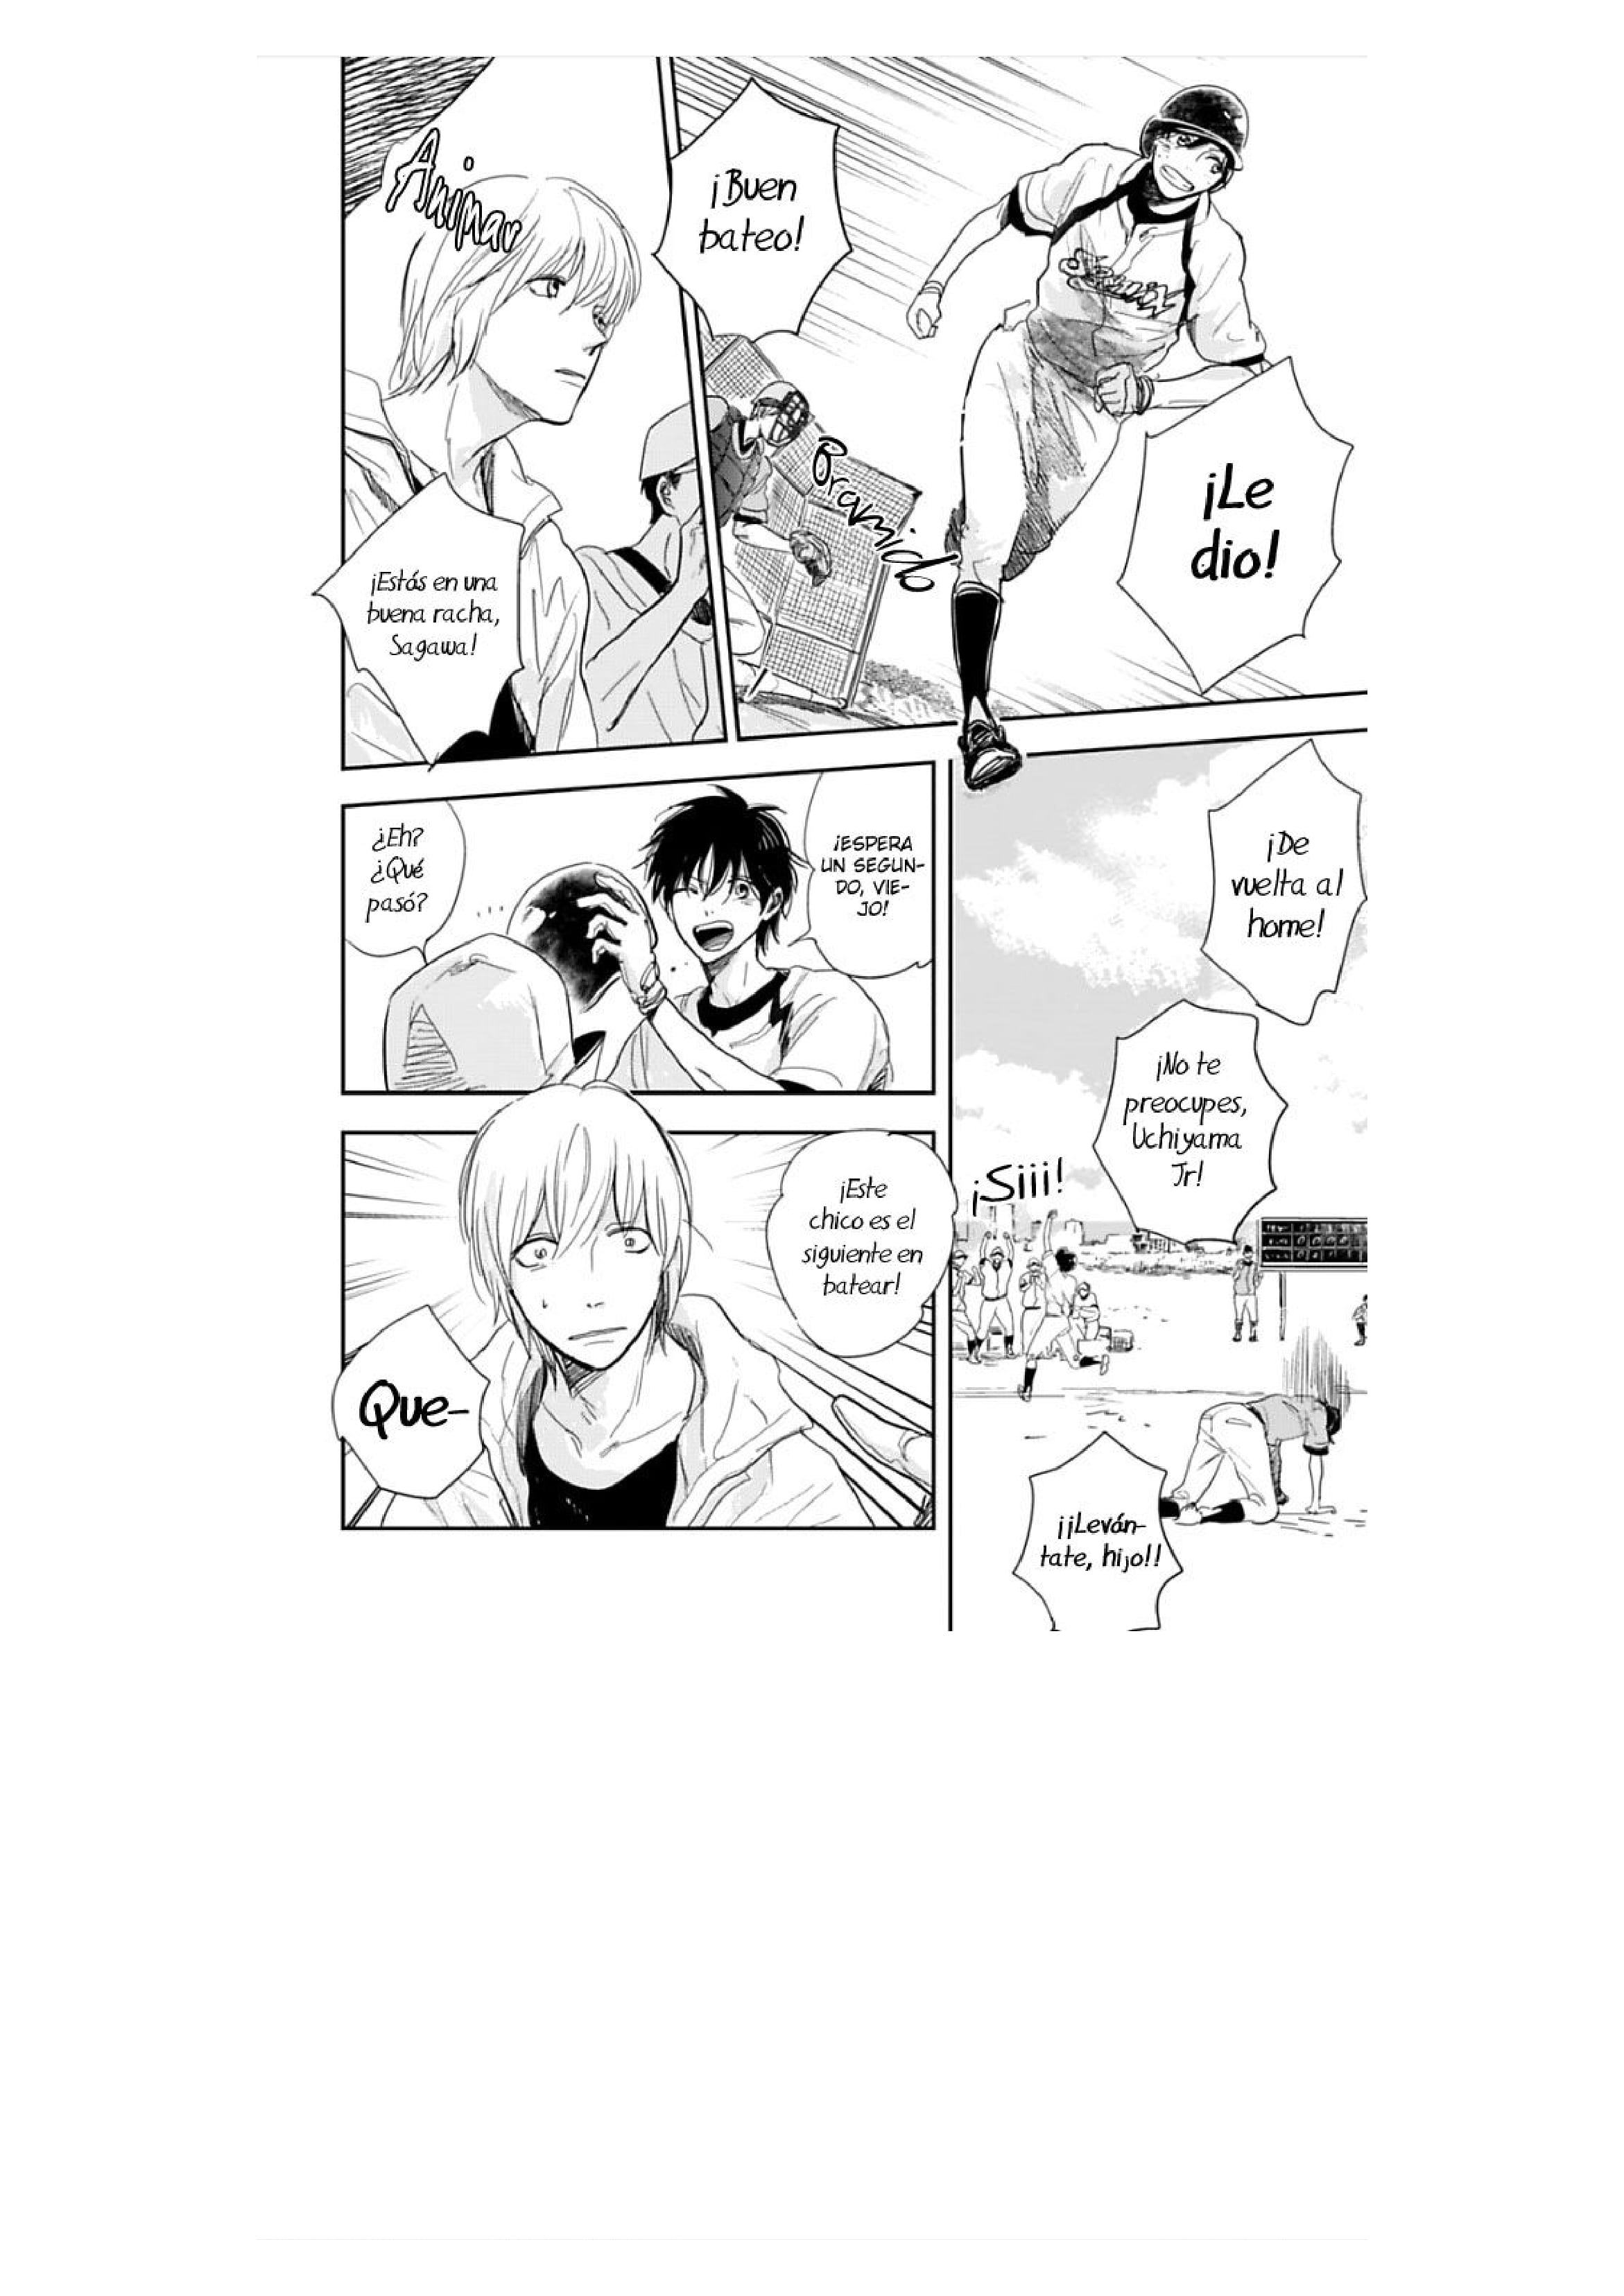 ¡Le
dio!
¡Buen
bateo!
Bramido
Animar
¡Estás en una
buena racha,
Sagawa!
¡De
vuelta al
home!
¡No te
preocupes,
Uchiyama
Jr!
¡Siii!
¡¡Leván-
tate, hijo!!
¡ESPERA
UN SEGUN-
DO, VIE-
JO!
¿Eh?
¿Qué
pasó?
¡Este
chico es el
siguiente en
batear!
Que-